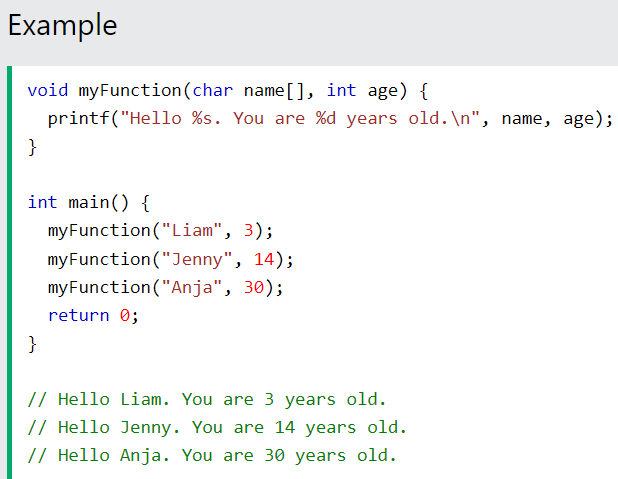 Example
void myFunction(char name[], int age) {
  printf("Hello %s. You are %d years old.\n", name, age);
}

int main() {
  myFunction("Liam", 3);
  myFunction("Jenny", 14);
  myFunction("Anja", 30);
  return 0;
}

// Hello Liam. You are 3 years old.
// Hello Jenny. You are 14 years old.
// Hello Anja. You are 30 years old.